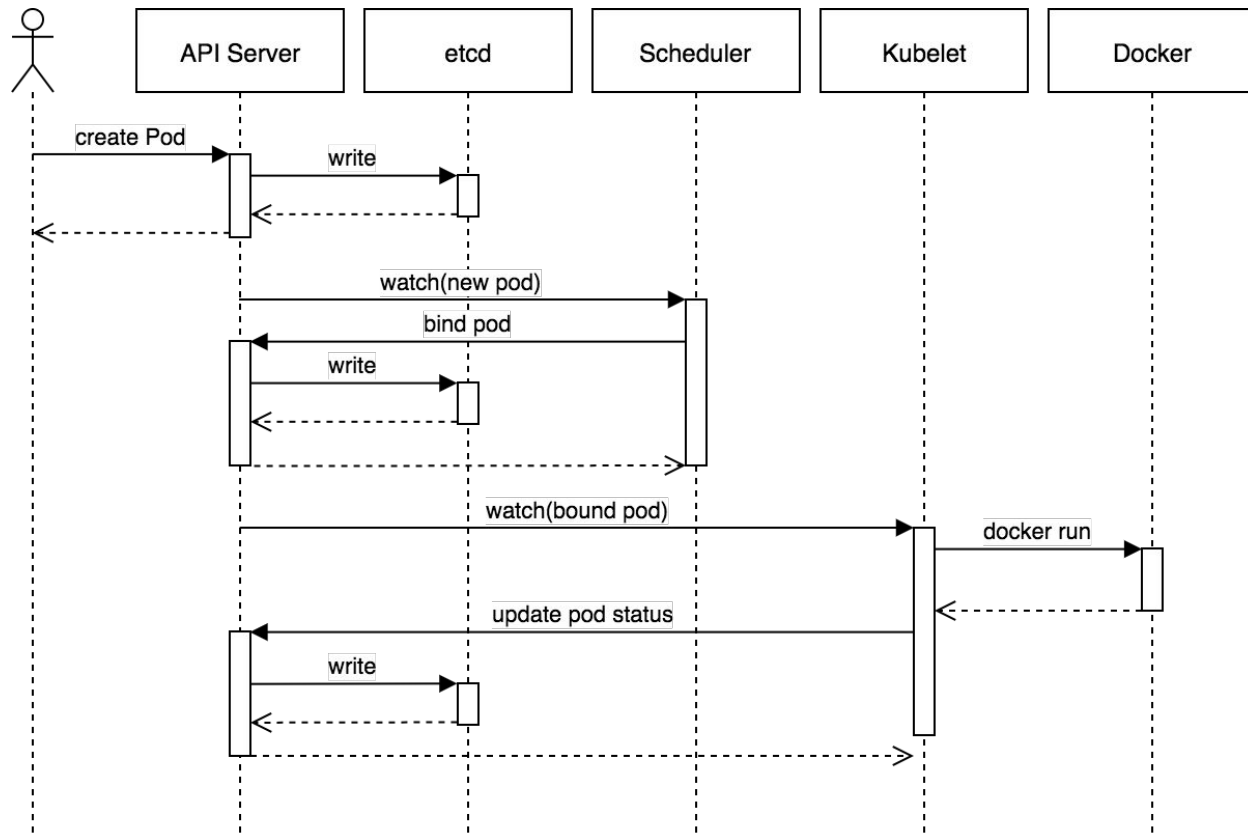 API Server
etcd
Scheduler
Kubelet
Docker
create Pod
write
watch(new pod)
bind pod
write
watch(bound pod)
docker run
update pod status
write